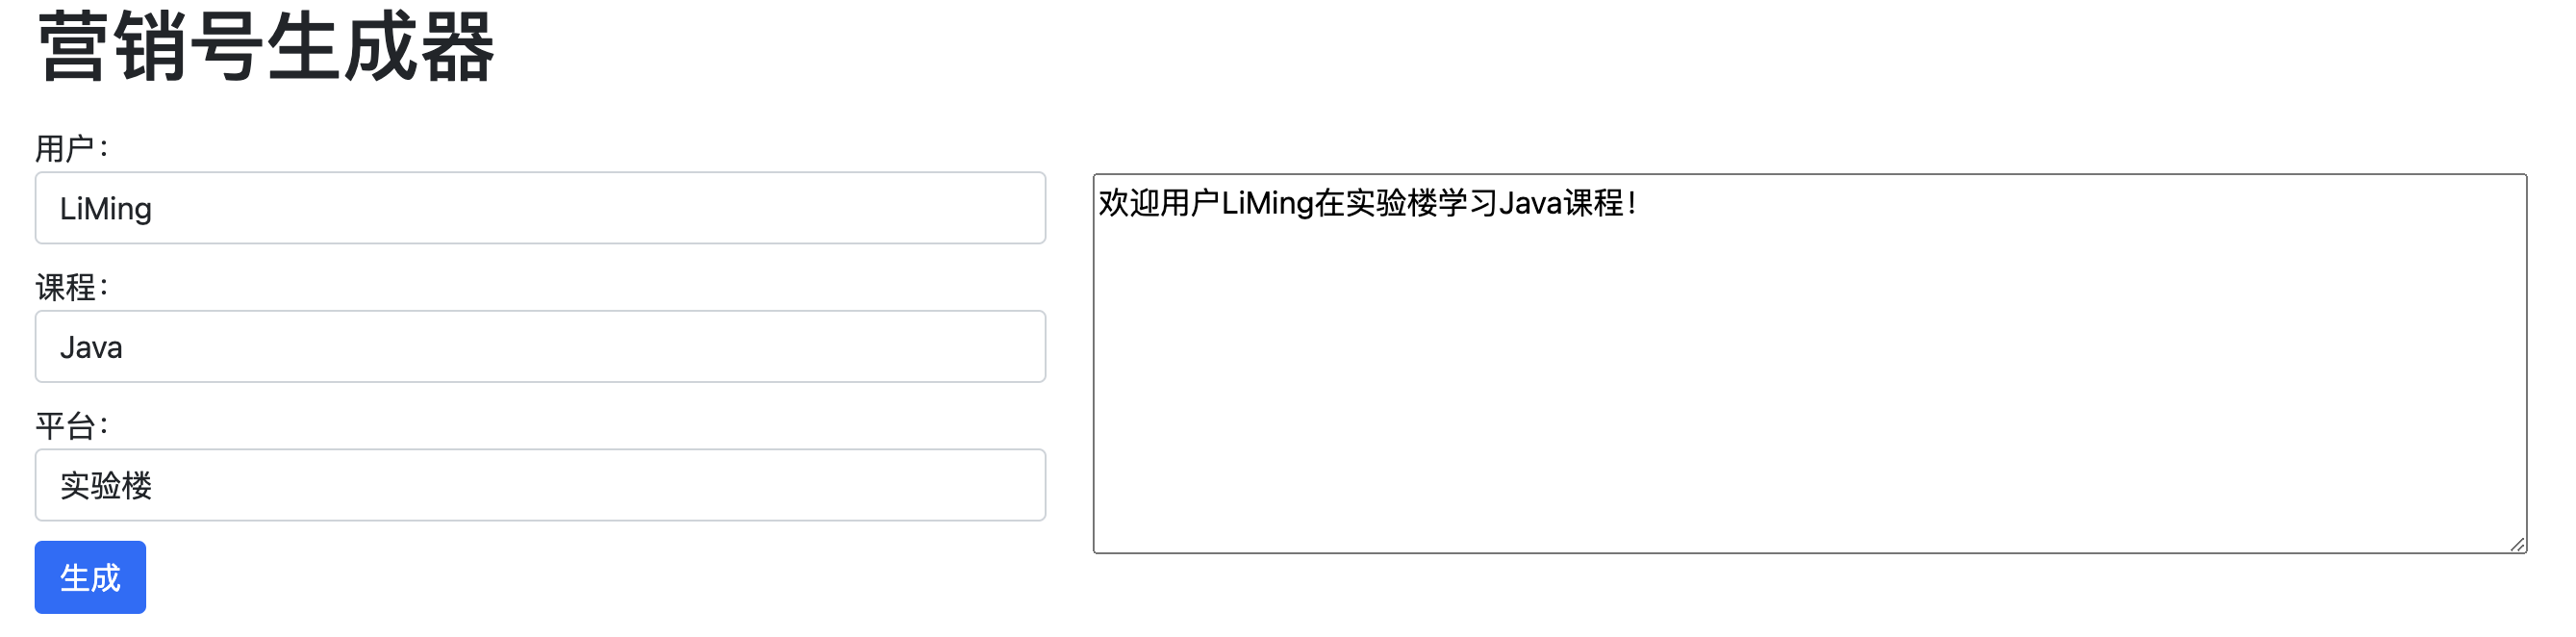 营销号生成器
用户：
LiMing
课程：
Java
平台：
实验楼
生成
欢迎用户LiMing在实验楼学习Java课程！